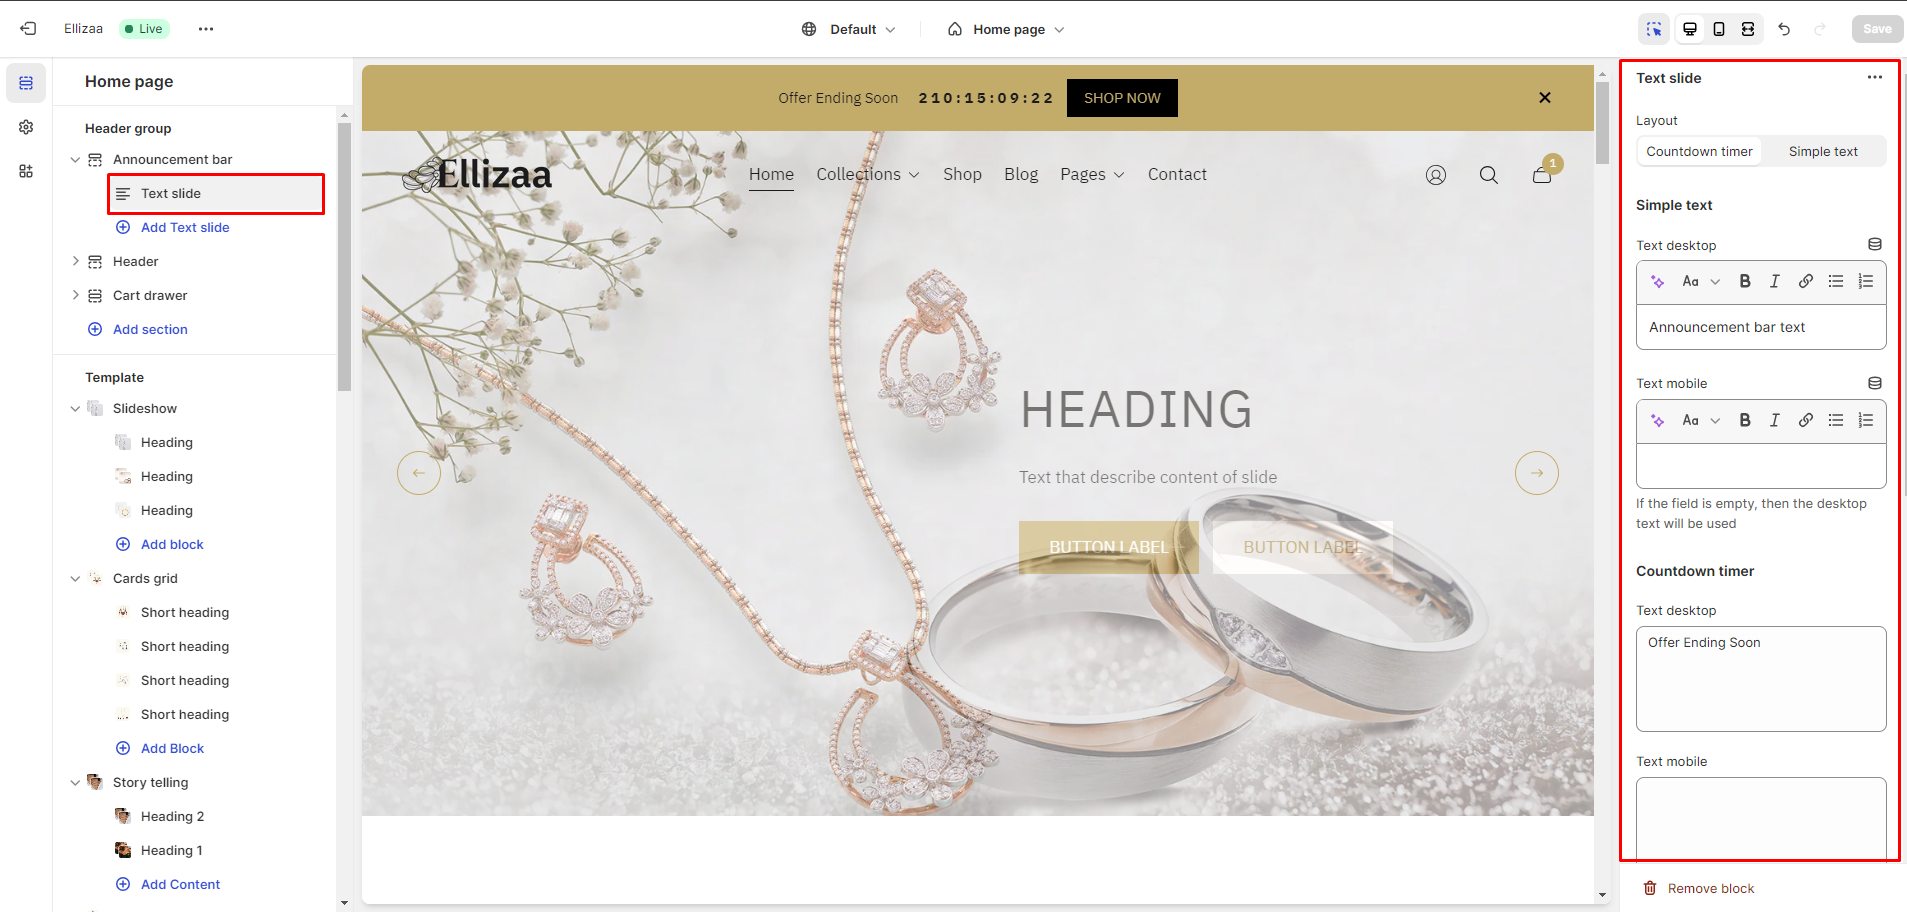 Ellizaa
Live
Default
Home page
Save
Home page
Header group
Announcement bar
Text slide
Add Text slide
Header
Cart drawer
Add section
Template
Slideshow
Heading
Heading
Heading
Add block
Cards grid
Short heading
Short heading
Short heading
Short heading
Add Block
Story telling
Heading 2
Heading 1
Add Content
Offer Ending Soon 210:15:09:22 SHOP NOW
Ellizaa
Home Collections Shop Blog Pages Contact
1
HEADING
Text that describe content of slide
BUTTON LABEL BUTTON LABEL
Text slide
Layout
Countdown timer Simple text
Simple text
Text desktop
Aa B I
Announcement bar text
Text mobile
Aa B I
If the field is empty, then the desktop
text will be used
Countdown timer
Text desktop
Offer Ending Soon
Text mobile
Remove block